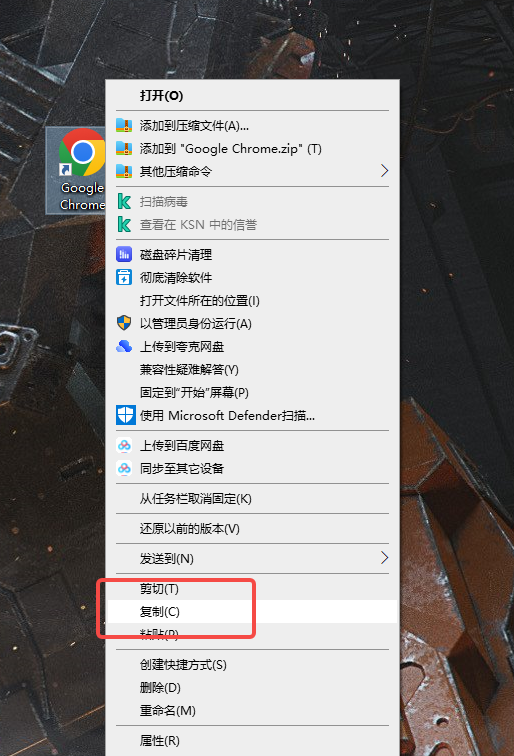 Google
Chrome
打开(O)
添加到压缩文件(A)...
添加到 "Google Chrome.zip" (T)
其他压缩命令
扫描病毒
查看在 KSN 中的信誉
磁盘碎片清理
彻底清除软件
打开文件所在的位置(I)
以管理员身份运行(A)
上传到夸克网盘
兼容性疑难解答(Y)
固定到"开始"屏幕(P)
使用 Microsoft Defender扫描...
上传到百度网盘
同步至其它设备
从任务栏取消固定(K)
还原以前的版本(V)
发送到(N)
剪切(T)
复制(C)
粘贴(P)
创建快捷方式(S)
删除(D)
重命名(M)
属性(R)